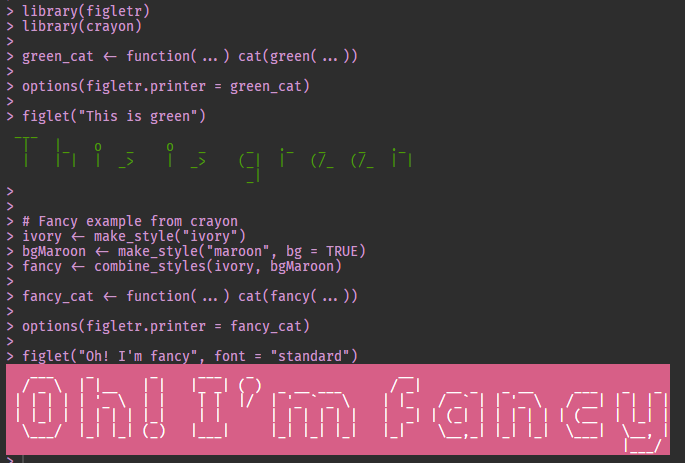 > library(figletr)
> library(crayon)
>
> green_cat <- function(...) cat(green(...))
>
> options(figletr.printer = green_cat)
>
> figlet("This is green")
This is green
>
>
> # Fancy example from crayon
> ivory <- make_style("ivory")
> bgMaroon <- make_style("maroon", bg = TRUE)
> fancy <- combine_styles(ivory, bgMaroon)
>
> fancy_cat <- function(...) cat(fancy(...))
>
> options(figletr.printer = fancy_cat)
>
> figlet("Oh! I'm fancy", font = "standard")
Oh! I'm fancy
>